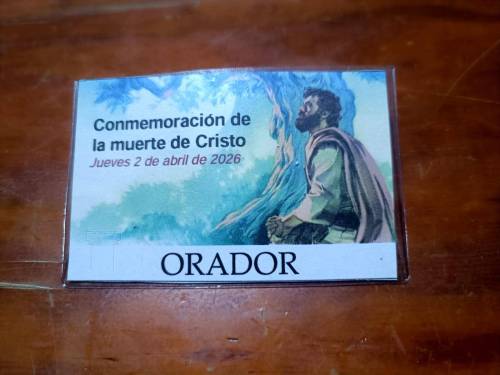 Conmemoración de
la muerte de Cristo
Jueves 2 de abril de 2026
ORADOR